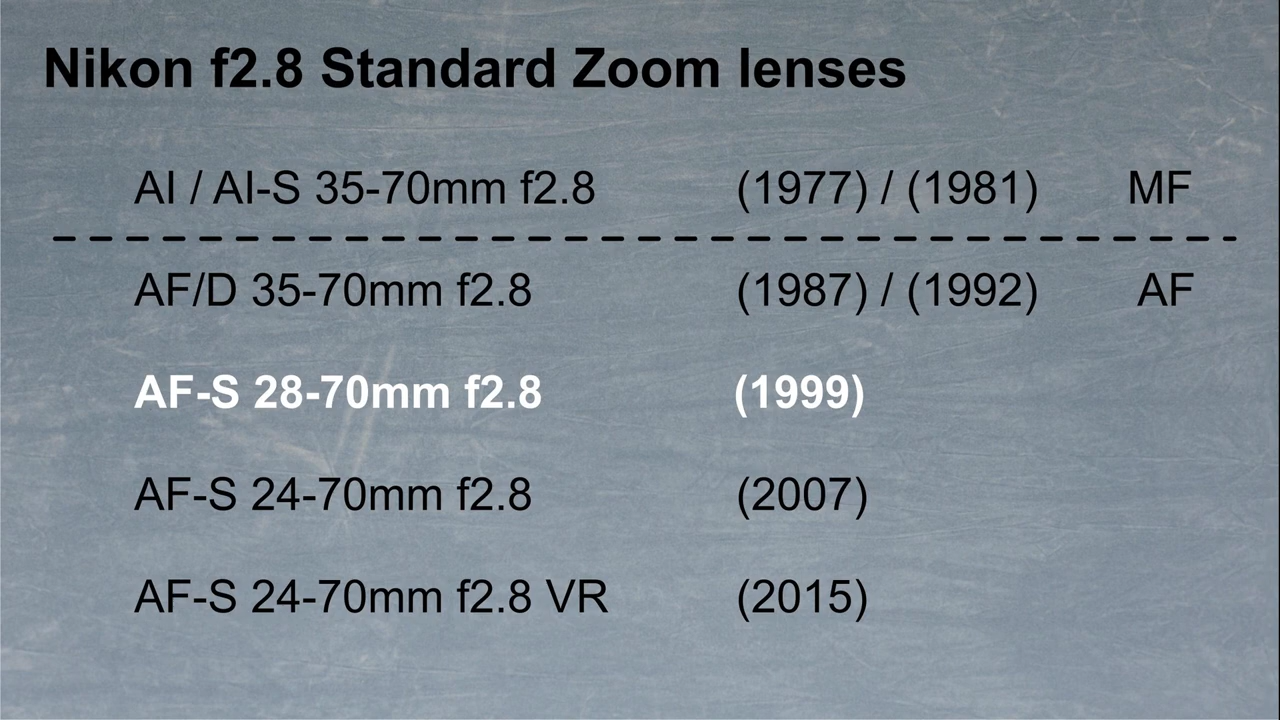 Nikon f2.8 Standard Zoom lenses
AI / AI-S 35-70mm f2.8 (1977) / (1981) MF
AF/D 35-70mm f2.8 (1987) / (1992) AF
AF-S 28-70mm f2.8 (1999)
AF-S 24-70mm f2.8 (2007)
AF-S 24-70mm f2.8 VR (2015)